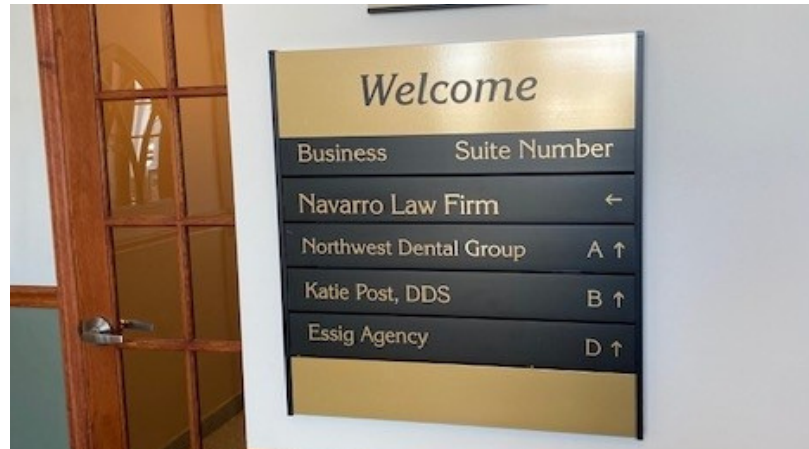 Welcome
Business Suite Number
Navarro Law Firm ←
Northwest Dental Group A ↑
Katie Post, DDS B ↑
Essig Agency D ↑